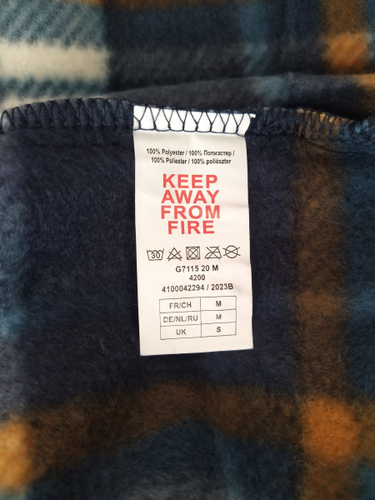 100% Polyester / 100% Полиэстер /
100% Poliester / 100% poliészter
KEEP
AWAY
FROM
FIRE
30
G7115 20 M
4200
4100042294 / 2023B
FR/CH M
DE/NL/RU M
UK S